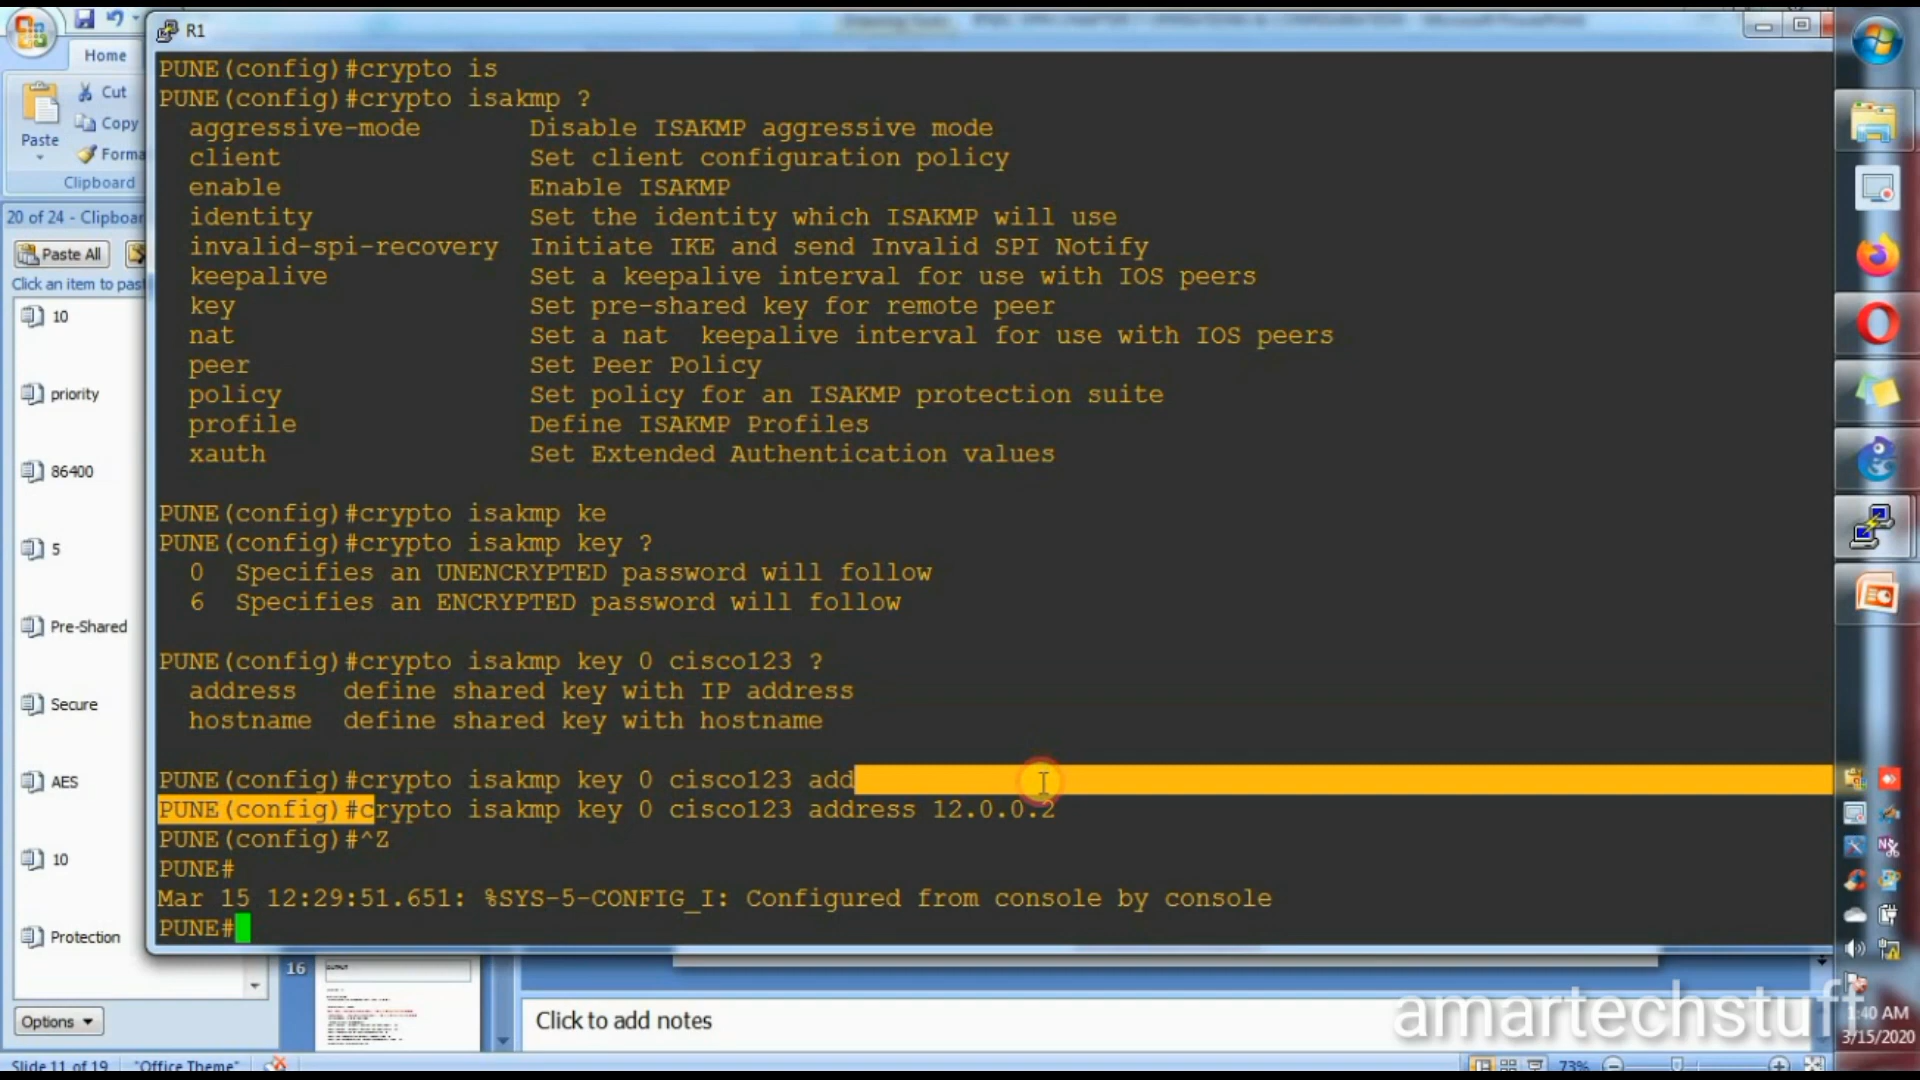 R1
Home
Cut
Copy
Paste
Forma
Clipboard
20 of 24 - Clipboar
Paste All
Click an item to past
10
priority
86400
5
Pre-Shared
Secure
AES
10
Protection
Options
PUNE(config)#crypto is
PUNE(config)#crypto isakmp ?
aggressive-mode Disable ISAKMP aggressive mode
client Set client configuration policy
enable Enable ISAKMP
identity Set the identity which ISAKMP will use
invalid-spi-recovery Initiate IKE and send Invalid SPI Notify
keepalive Set a keepalive interval for use with IOS peers
key Set pre-shared key for remote peer
nat Set a nat keepalive interval for use with IOS peers
peer Set Peer Policy
policy Set policy for an ISAKMP protection suite
profile Define ISAKMP Profiles
xauth Set Extended Authentication values
PUNE(config)#crypto isakmp ke
PUNE(config)#crypto isakmp key ?
0 Specifies an UNENCRYPTED password will follow
6 Specifies an ENCRYPTED password will follow
PUNE(config)#crypto isakmp key 0 cisco123 ?
address define shared key with IP address
hostname define shared key with hostname
PUNE(config)#crypto isakmp key 0 cisco123 add
PUNE(config)#crypto isakmp key 0 cisco123 address 12.0.0.2
PUNE(config)#^Z
PUNE#
Mar 15 12:29:51.651: %SYS-5-CONFIG_I: Configured from console by console
PUNE#
16
Click to add notes
amartechstuff
1:40 AM
3/15/2020
Slide 11 of 19
"Office Theme"
73%